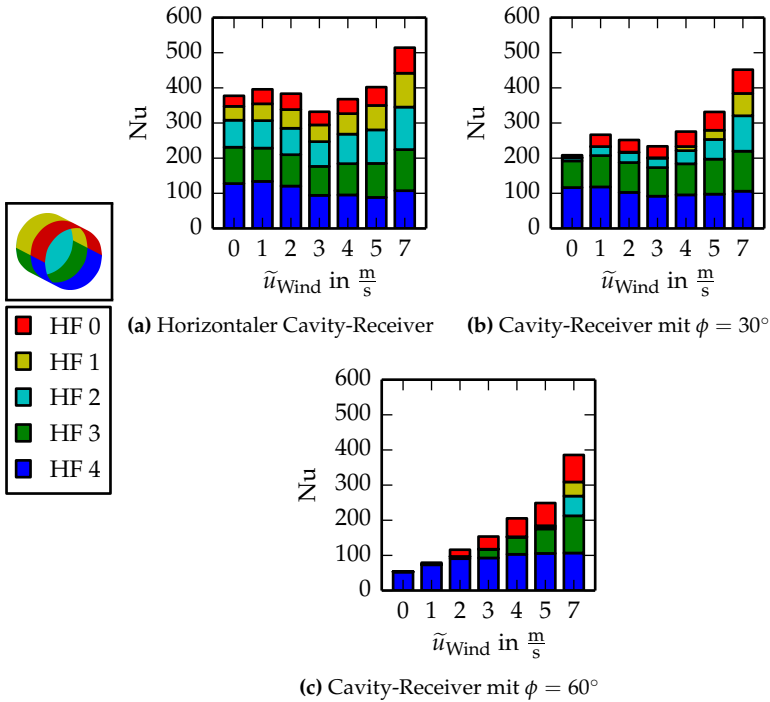 600
500
400
300
200
100
0
Nu
0 1 2 3 4 5 7
ũWind in m/s
(a) Horizontaler Cavity-Receiver
600
500
400
300
200
100
0
Nu
0 1 2 3 4 5 7
ũWind in m/s
(b) Cavity-Receiver mit ϕ = 30°
HF 0
HF 1
HF 2
HF 3
HF 4
600
500
400
300
200
100
0
Nu
0 1 2 3 4 5 7
ũWind in m/s
(c) Cavity-Receiver mit ϕ = 60°